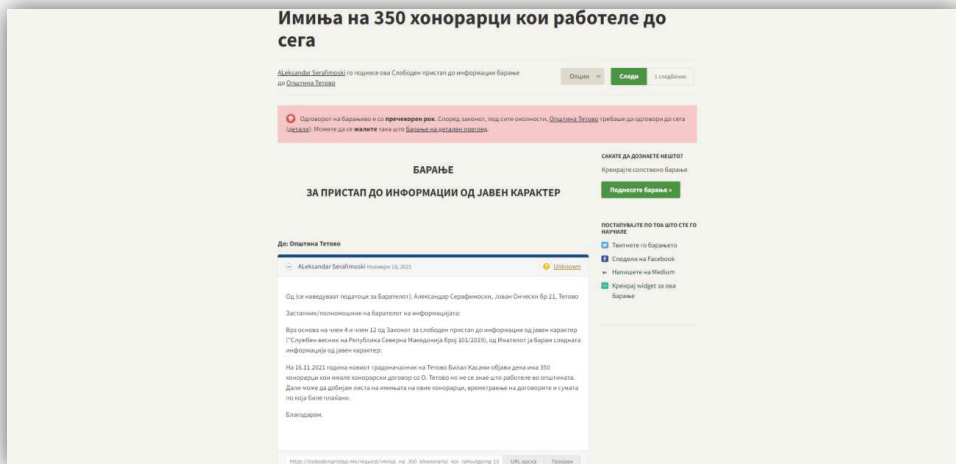 Имиња на 350 хонорарци кои работеле до
сега
ALeksandar Serafimoski го поднесе ова Слободен пристап до информации барање
до Општина Тетово
Опции
Следи
1 следбеник
Одговорот на барањево е со пречекорен рок. Според законот, под сите околности, Општина Тетово требаше да одговори до сега
(детали). Можете да се жалите така што барање на детален преглед.
БАРАЊЕ
ЗА ПРИСТАП ДО ИНФОРМАЦИИ ОД ЈАВЕН КАРАКТЕР
До: Општина Тетово
ALeksandar Serafimoski Ноември 18, 2021
Unknown
Од (се наведуваат податоци за Барателот): Александар Серафимоски, Јован Ончески бр 21, Тетово
Застапник/полномошник на барателот на информацијата:
Врз основа на член 4 и член 12 од Законот за слободен пристап до информации од јавен карактер
("Службен весник на Република Северна Македонија број 101/2019), од Имателот ја барам следната
информација од јавен карактер:
На 16.11.2021 година новиот градоначалник на Тетово Билал Касами објави дека има 350
хонорарци кои имале хонорарски договор со О. Тетово но не се знае што работеле во општината.
Дали може да добијам листа на имињата на овие хонорарци, времетраење на договорите и сумата
по која биле плаќани.
Благодарам.
URL врска
Пријави
САКАТЕ ДА ДОЗНАЕТЕ НЕШТО?
Креирајте сопствено барање
Поднесете барање »
ПОСТАПУВАЈТЕ ПО ТОА ШТО СТЕ ГО
НАУЧИЛЕ
Твитнете го барањето
Сподели на Facebook
Напишете на Medium
Креирај widget за ова
барање